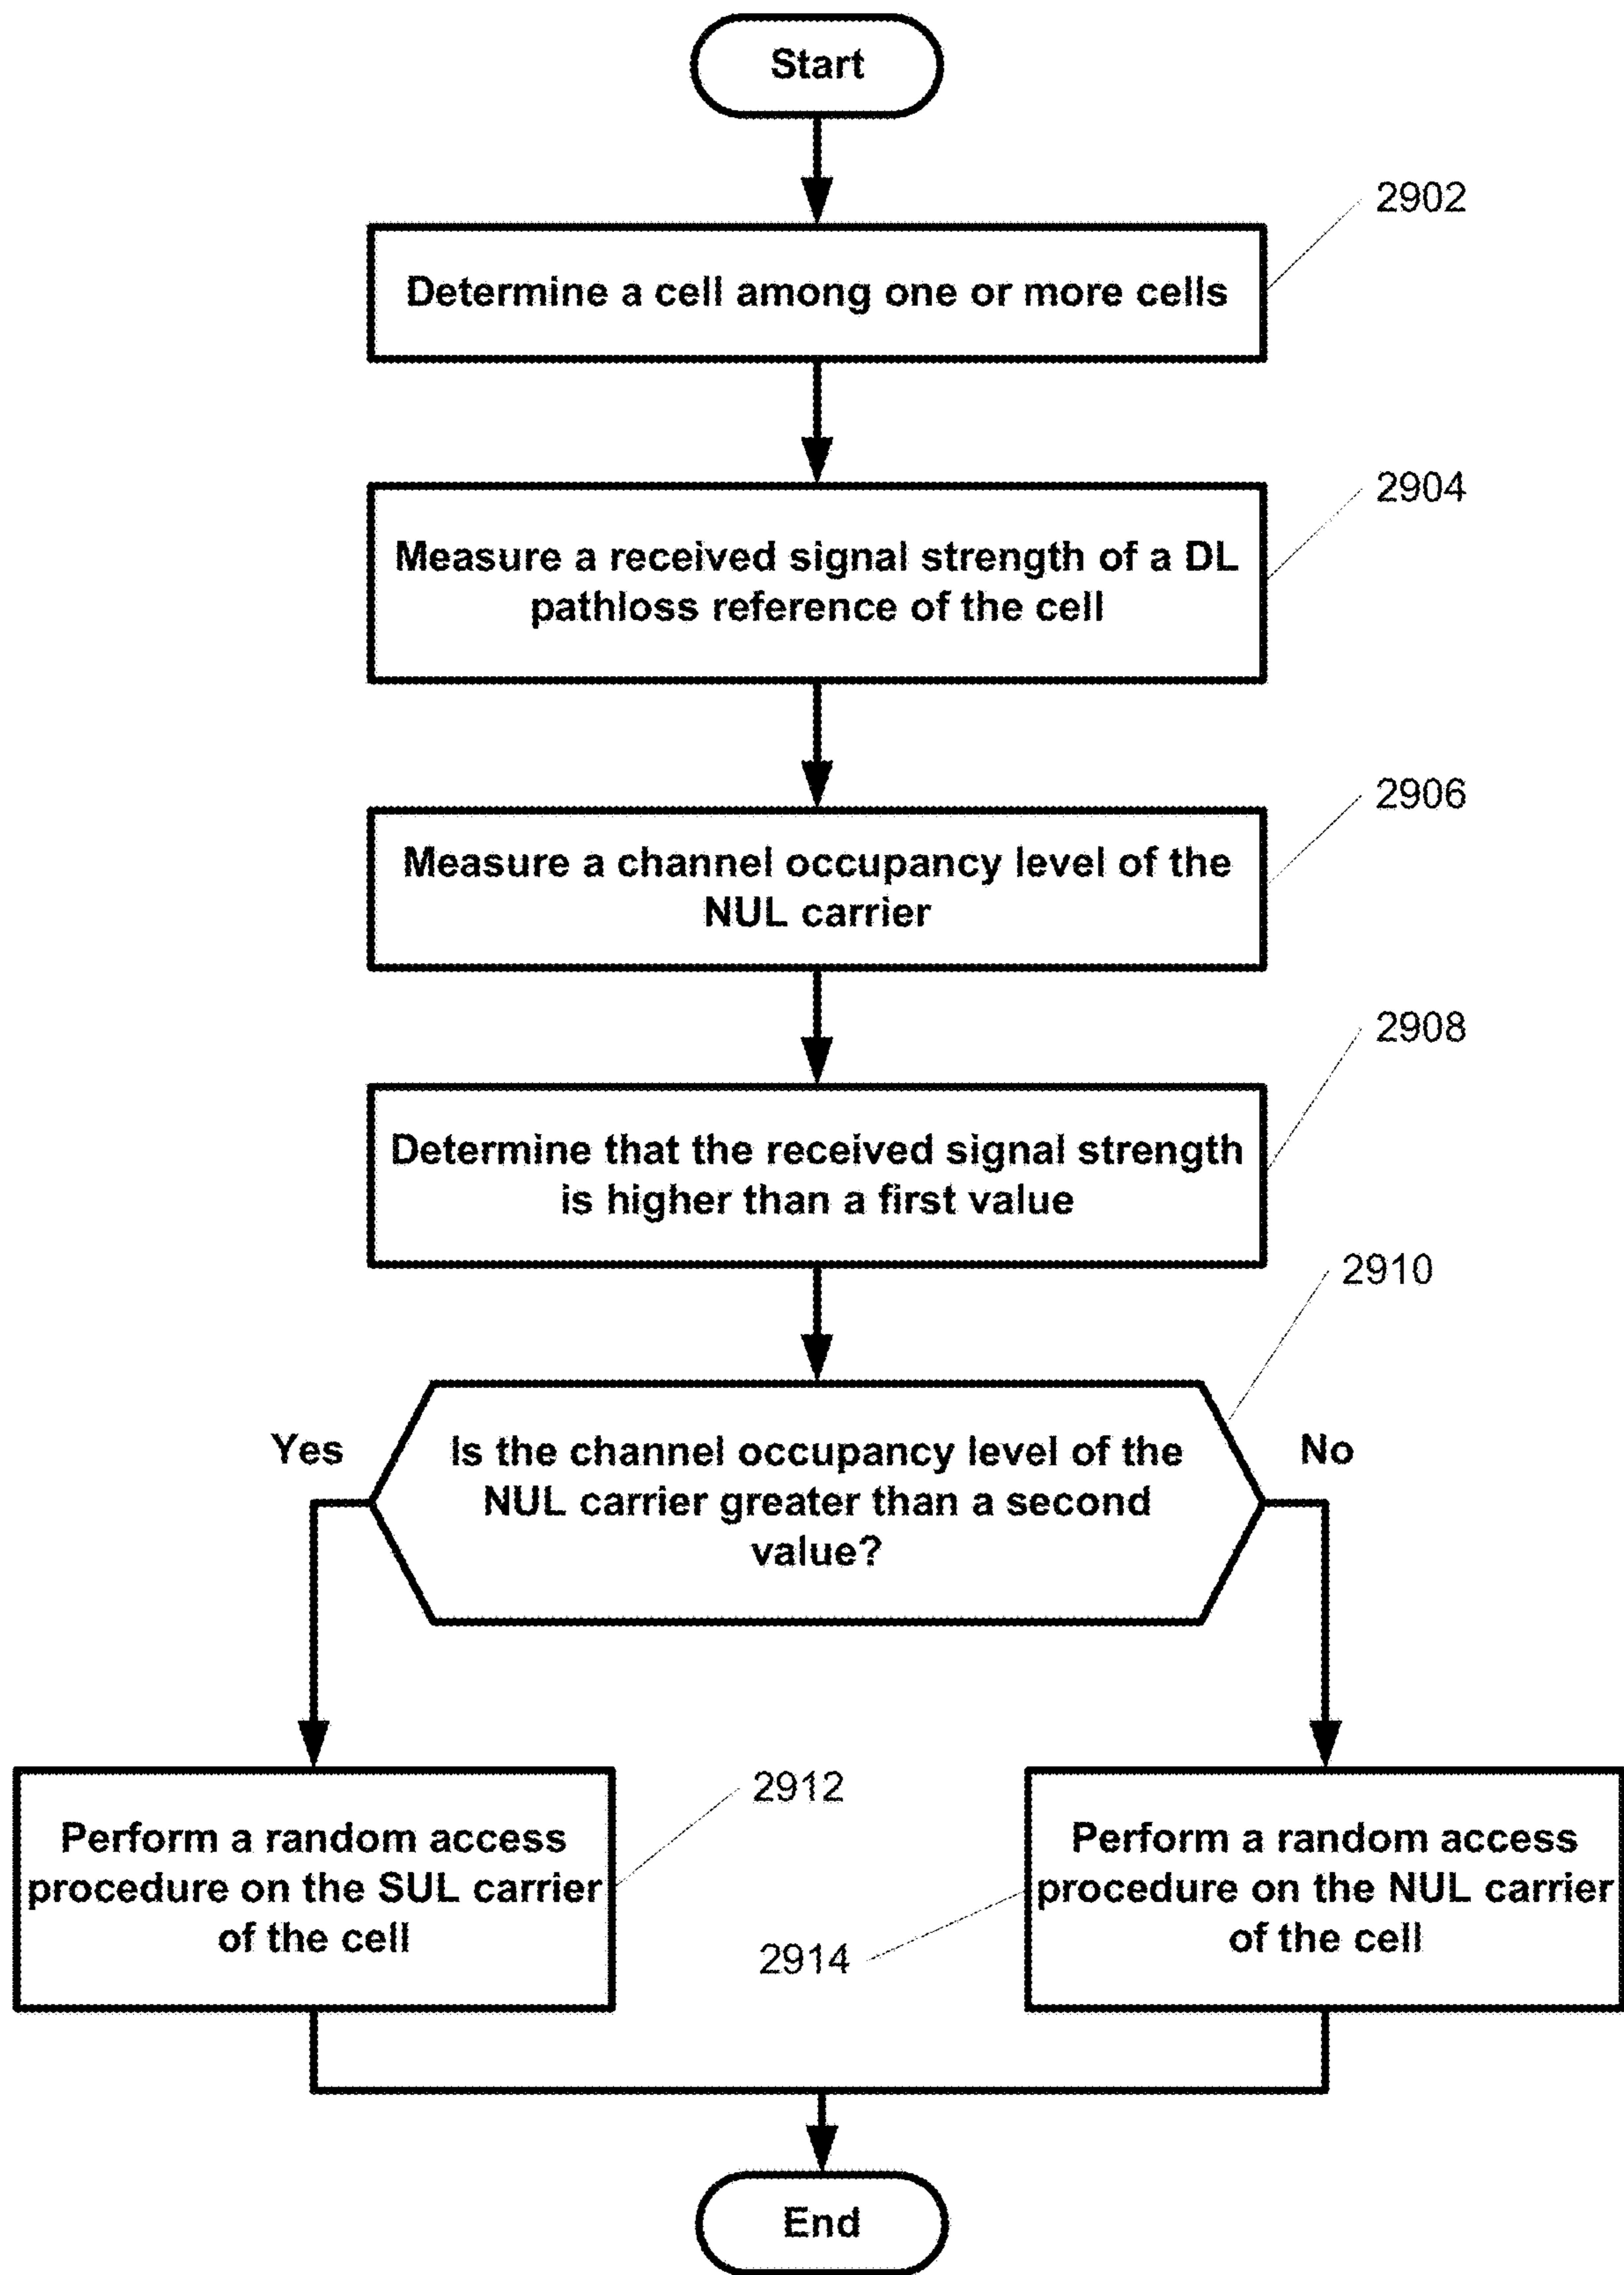 Start
2902
Determine a cell among one or more cells
2904
Measure a received signal strength of a DL
pathloss reference of the cell
2906
Measure a channel occupancy level of the
NUL carrier
2908
Determine that the received signal strength
is higher than a first value
2910
Yes
Is the channel occupancy level of the
NUL carrier greater than a second
value?
No
2912
Perform a random access
procedure on the SUL carrier
of the cell
2914
Perform a random access
procedure on the NUL carrier
of the cell
End